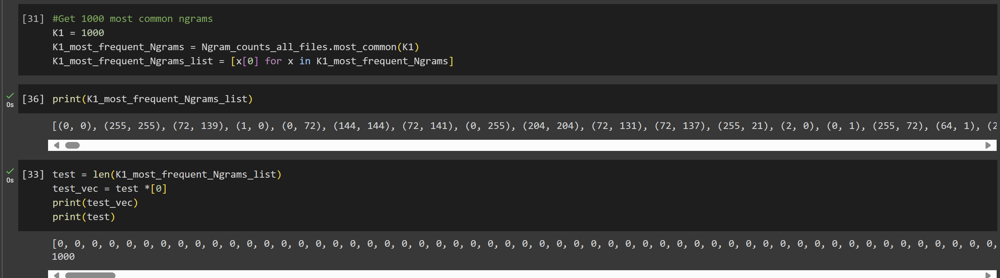 [31] #Get 1000 most common ngrams
K1 = 1000
K1_most_frequent_Ngrams = Ngram_counts_all_files.most_common(K1)
K1_most_frequent_Ngrams_list = [x[0] for x in K1_most_frequent_Ngrams]
[36] print(K1_most_frequent_Ngrams_list)
0s
[(0, 0), (255, 255), (72, 139), (1, 0), (0, 72), (144, 144), (72, 141), (0, 255), (204, 204), (72, 131), (72, 137), (255, 21), (2, 0), (0, 1), (255, 72), (64, 1), (2
[33] test = len(K1_most_frequent_Ngrams_list)
0s
test_vec = test *[0]
print(test_vec)
print(test)
[0, 0, 0, 0, 0, 0, 0, 0, 0, 0, 0, 0, 0, 0, 0, 0, 0, 0, 0, 0, 0, 0, 0, 0, 0, 0, 0, 0, 0, 0, 0, 0, 0, 0, 0, 0, 0, 0, 0, 0, 0, 0, 0, 0, 0, 0, 0, 0, 0, 0, 0, 0, 0, 0, 0,
1000